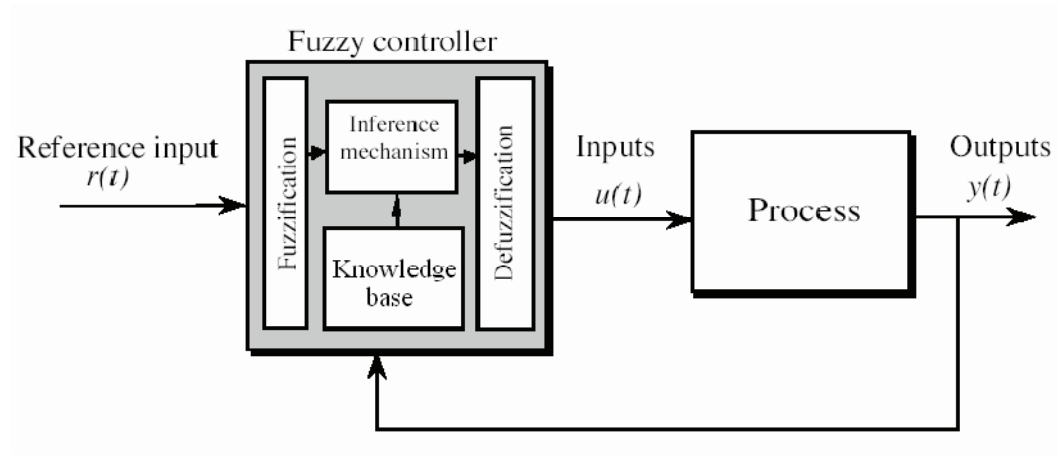 Fuzzy controller
Reference input
r(t)
Fuzzification
Inference
mechanism
Knowledge
base
Defuzzification
Inputs
u(t)
Process
Outputs
y(t)